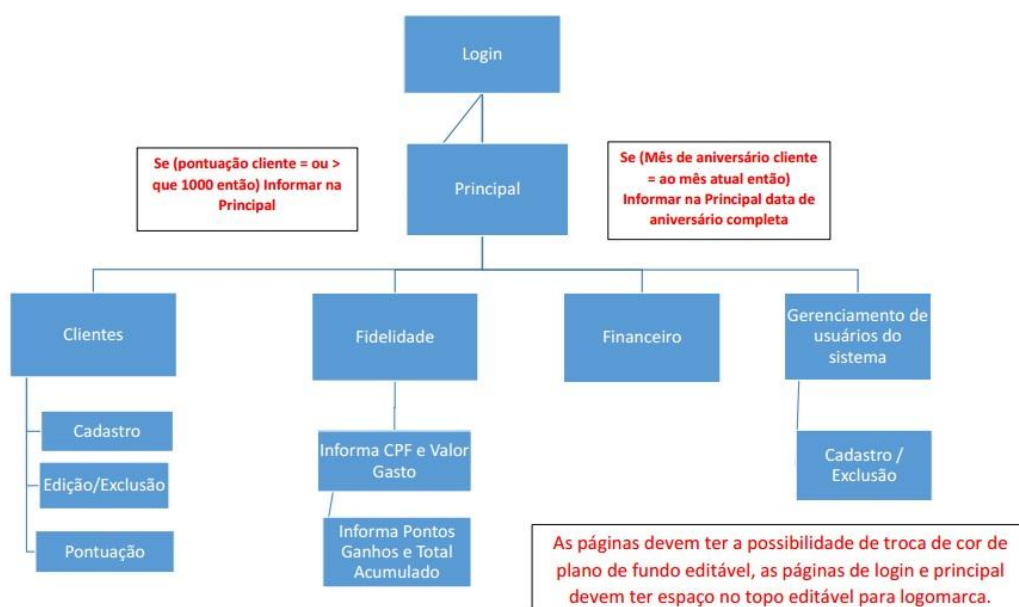 Login
Se (pontuação cliente = ou >
que 1000 então) Informar na
Principal
Principal
Se (Mês de aniversário cliente
= ao mês atual então)
Informar na Principal data de
aniversário completa
Clientes
Fidelidade
Financeiro
Gerenciamento de
usuários do
sistema
Cadastro
Edição/Exclusão
Pontuação
Informa CPF e Valor
Gasto
Informa Pontos
Ganhos e Total
Acumulado
Cadastro /
Exclusão
As páginas devem ter a possibilidade de troca de cor de
plano de fundo editável, as páginas de login e principal
devem ter espaço no topo editável para logomarca.